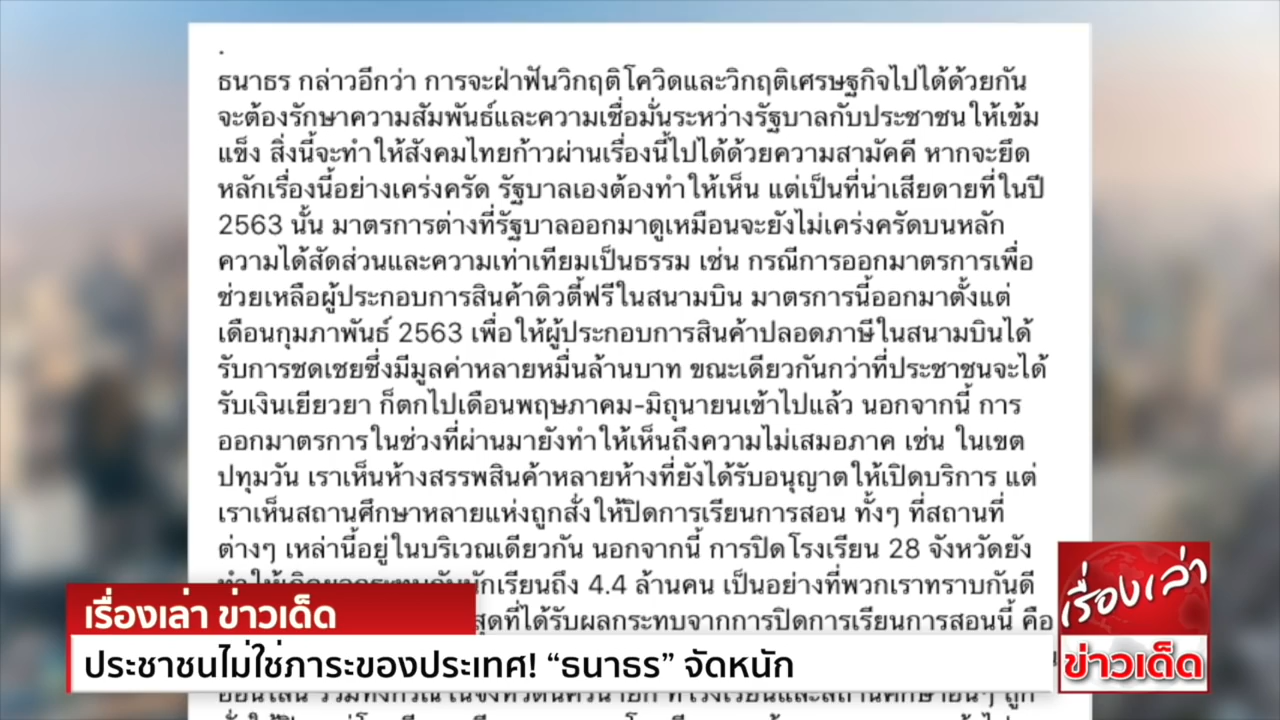 .
ธนาธร กล่าวอีกว่า การจะฝ่าฟันวิกฤติโควิดและวิกฤติเศรษฐกิจไปได้ด้วยกัน
จะต้องรักษาความสัมพันธ์และความเชื่อมั่นระหว่างรัฐบาลกับประชาชนให้เข้ม
แข็ง สิ่งนี้จะทำให้สังคมไทยก้าวผ่านเรื่องนี้ไปได้ด้วยความสามัคคี หากจะยึด
หลักเรื่องนี้อย่างเคร่งครัด รัฐบาลเองต้องทำให้เห็น แต่เป็นที่น่าเสียดายที่ในปี
2563 นั้น มาตรการต่างที่รัฐบาลออกมาดูเหมือนจะยังไม่เคร่งครัดบนหลัก
ความได้สัดส่วนและความเท่าเทียมเป็นธรรม เช่น กรณีการออกมาตรการเพื่อ
ช่วยเหลือผู้ประกอบการสินค้าดิวตี้ฟรีในสนามบิน มาตรการนี้ออกมาตั้งแต่
เดือนกุมภาพันธ์ 2563 เพื่อให้ผู้ประกอบการสินค้าปลอดภาษีในสนามบินได้
รับการชดเชยซึ่งมีมูลค่าหลายหมื่นล้านบาท ขณะเดียวกันกว่าที่ประชาชนจะได้
รับเงินเยียวยา ก็ตกไปเดือนพฤษภาคม-มิถุนายนเข้าไปแล้ว นอกจากนี้ การ
ออกมาตรการในช่วงที่ผ่านมายังทำให้เห็นถึงความไม่เสมอภาค เช่น ในเขต
ปทุมวัน เราเห็นห้างสรรพสินค้าหลายห้างที่ยังได้รับอนุญาตให้เปิดบริการ แต่
เราเห็นสถานศึกษาหลายแห่งถูกสั่งให้ปิดการเรียนการสอน ทั้งๆ ที่สถานที่
ต่างๆ เหล่านี้อยู่ในบริเวณเดียวกัน นอกจากนี้ การปิดโรงเรียน 28 จังหวัดยัง
นักเรียนถึง 4.4 ล้านคน เป็นอย่างที่พวกเราทราบกันดี
สุดที่ได้รับผลกระทบจากการปิดการเรียนการสอนนี้ คือ
เรื่องเล่า ข่าวเด็ด
ประชาชนไม่ใช่ภาระของประเทศ! “ธนาธร” จัดหนัก
เรื่องเล่า
ข่าวเด็ด